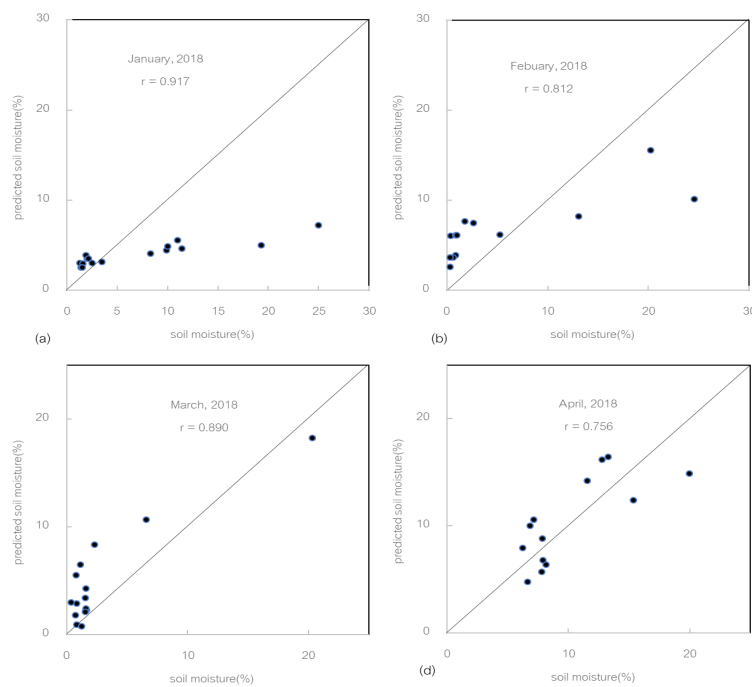 30
20
10
0
predicted soil moisture(%)
January, 2018
r = 0.917
0 5 10 15 20 25 30
soil moisture(%)
(a)
30
20
10
0
predicted soil moisture(%)
Febuary, 2018
r = 0.812
0 10 20 30
soil moisture(%)
(b)
20
10
0
predicted soil moisture(%)
March, 2018
r = 0.890
0 20
soil moisture(%)
20
10
0
predicted soil moisture(%)
April, 2018
r = 0.756
0 10 20
soil moisture(%)
(d)